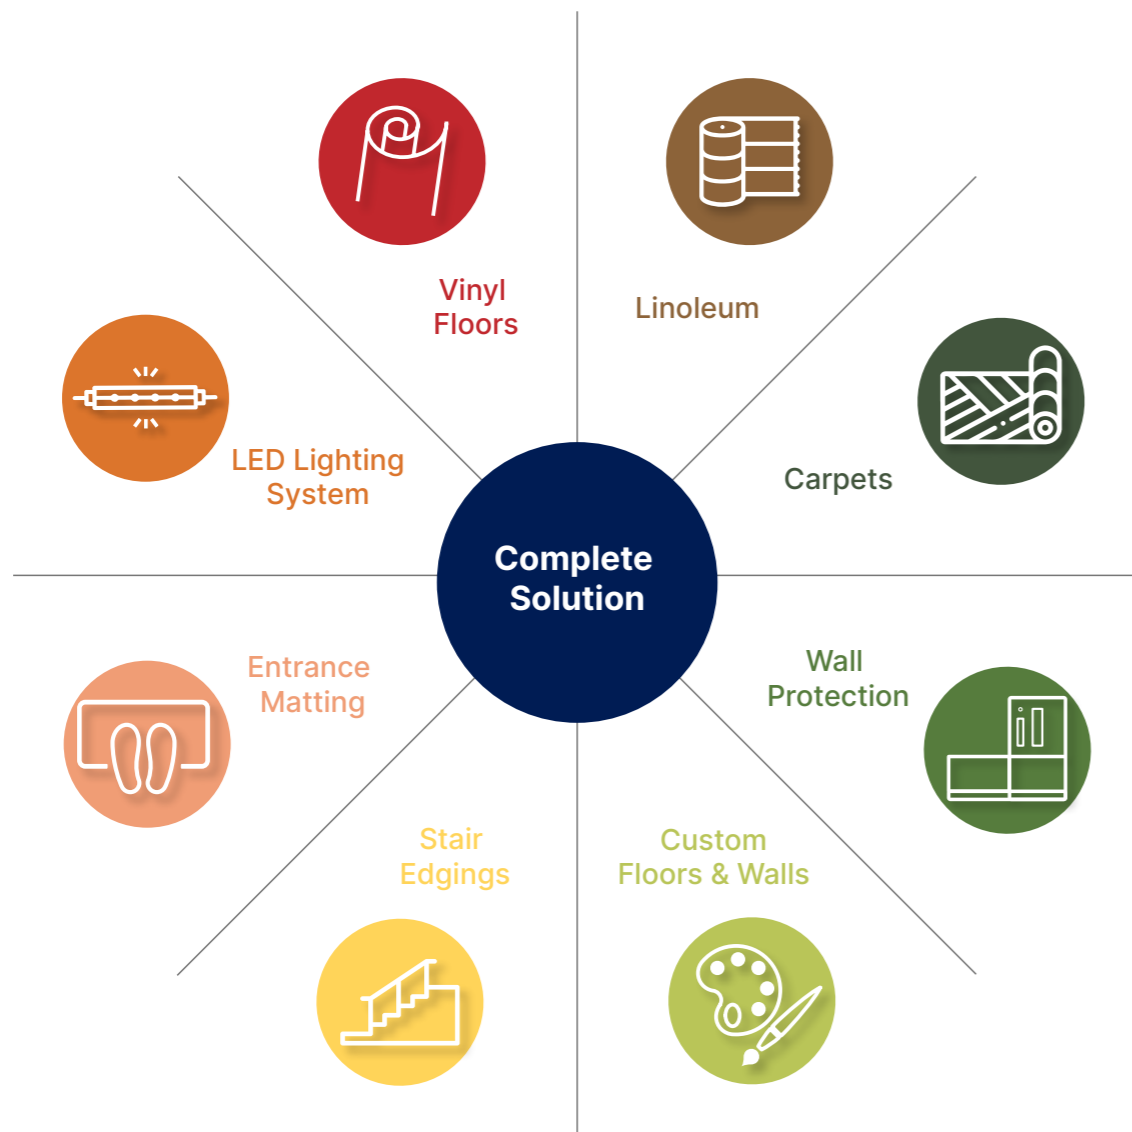 Vinyl
Floors
Linoleum
LED Lighting
System
Carpets
Complete
Solution
Entrance
Matting
Wall
Protection
Stair
Edgings
Custom
Floors & Walls